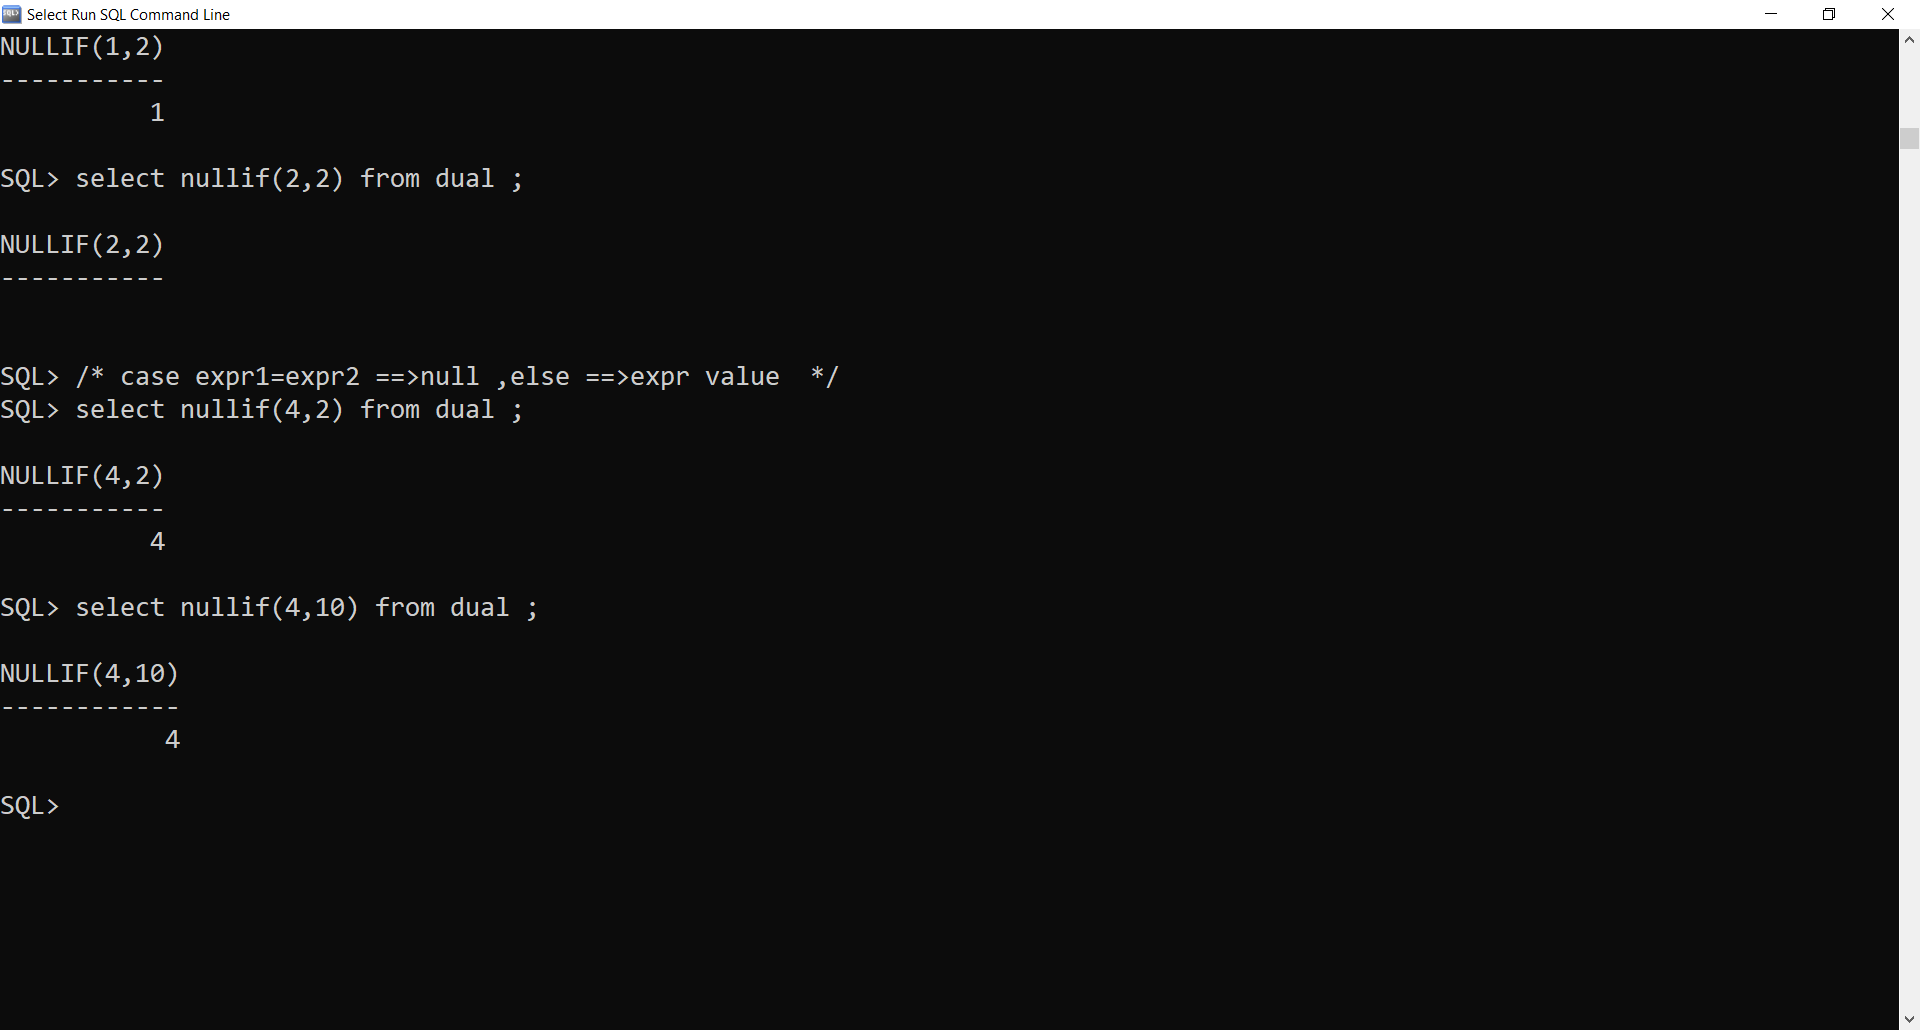 Select Run SQL Command Line
NULLIF(1,2)
-----------
          1

SQL> select nullif(2,2) from dual ;

NULLIF(2,2)
-----------


SQL> /* case expr1=expr2 ==>null ,else ==>expr value  */
SQL> select nullif(4,2) from dual ;

NULLIF(4,2)
-----------
          4

SQL> select nullif(4,10) from dual ;

NULLIF(4,10)
------------
           4

SQL>